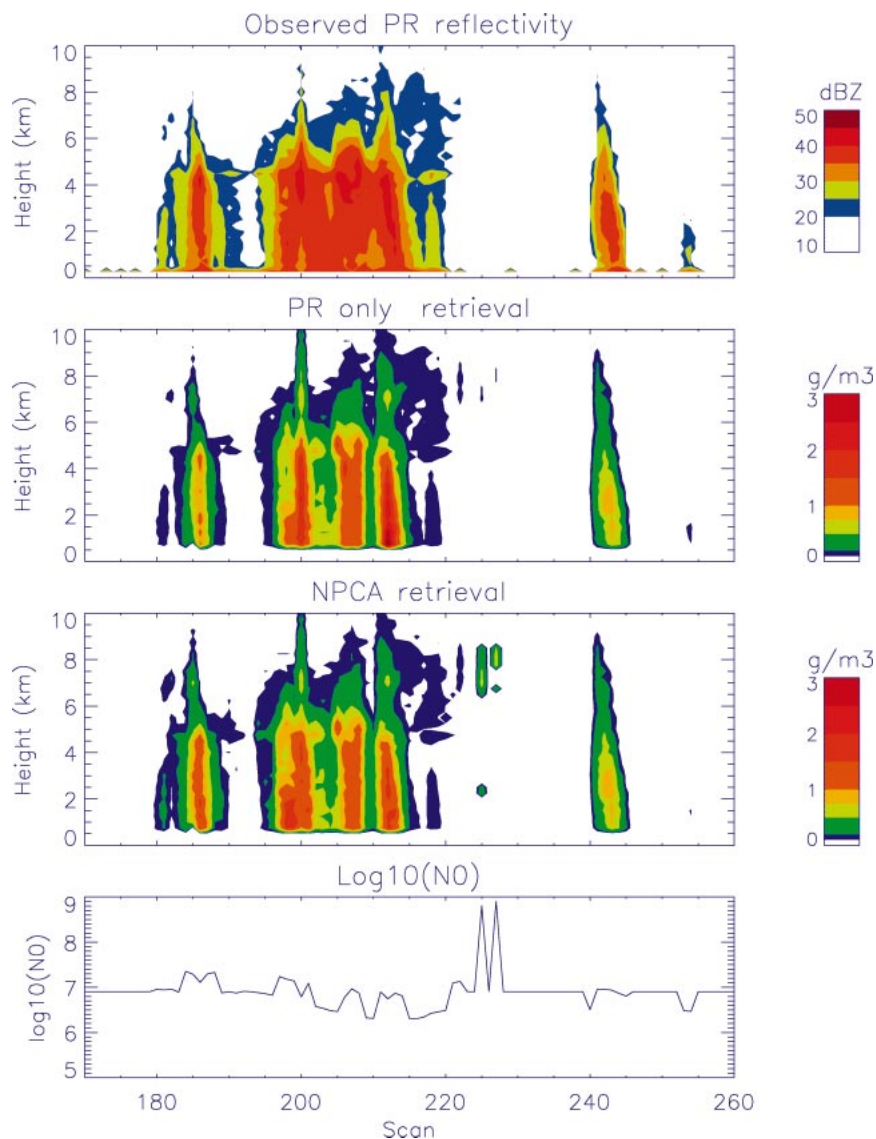 Observed PR reflectivity
10
8
6
4
2
0
Height (km)
dBZ
50
40
30
20
10
PR only retrieval
10
8
6
4
2
0
Height (km)
g/m3
3
2
1
0
NPCA retrieval
10
8
6
4
2
0
Height (km)
g/m3
3
2
1
0
Log10(N0)
9
8
7
6
5
log10(N0)
180 200 220 240 260
Scan